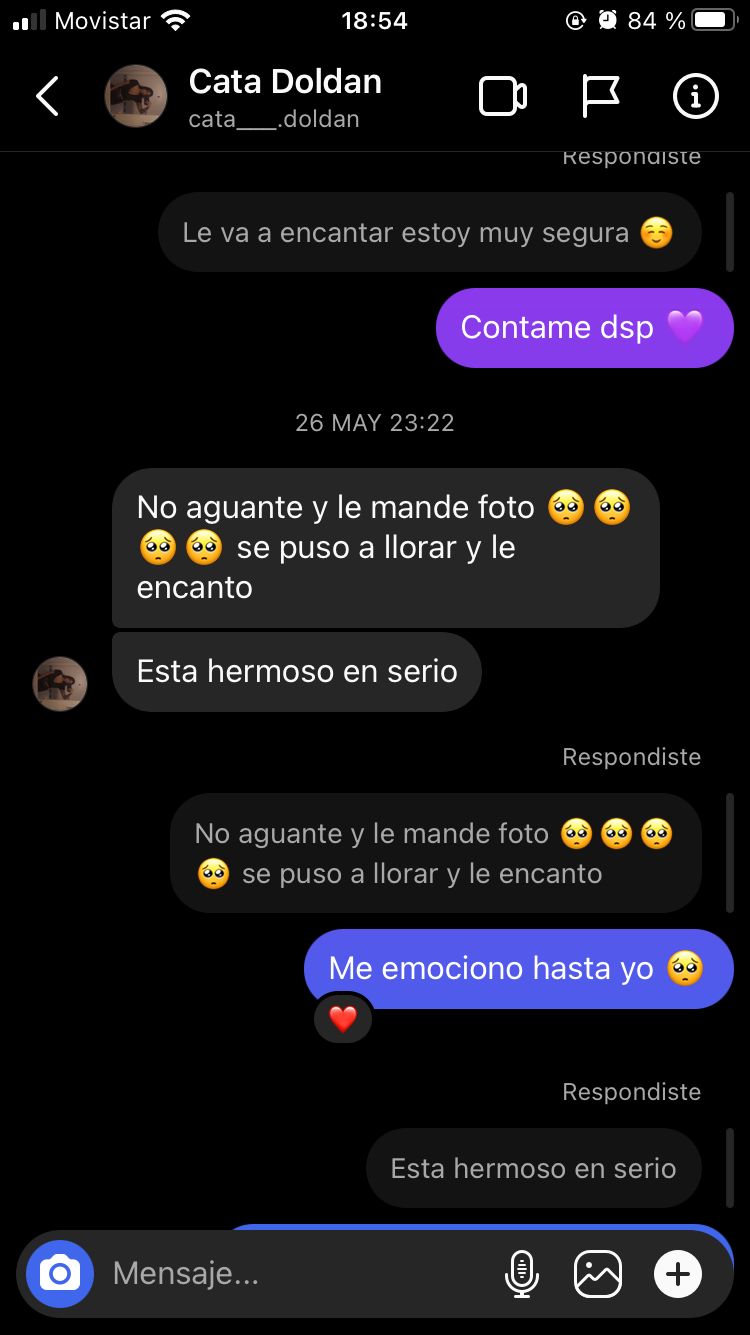 Movistar 18:54 84 %
Cata Doldan
cata___.doldan
Respondiste
Le va a encantar estoy muy segura ☺️
Contame dsp 💜
26 MAY 23:22
No aguante y le mande foto 🥺🥺
🥺🥺 se puso a llorar y le
encanto
Esta hermoso en serio
Respondiste
No aguante y le mande foto 🥺🥺🥺
🥺 se puso a llorar y le encanto
Me emociono hasta yo 🥺
❤️
Respondiste
Esta hermoso en serio
Mensaje...